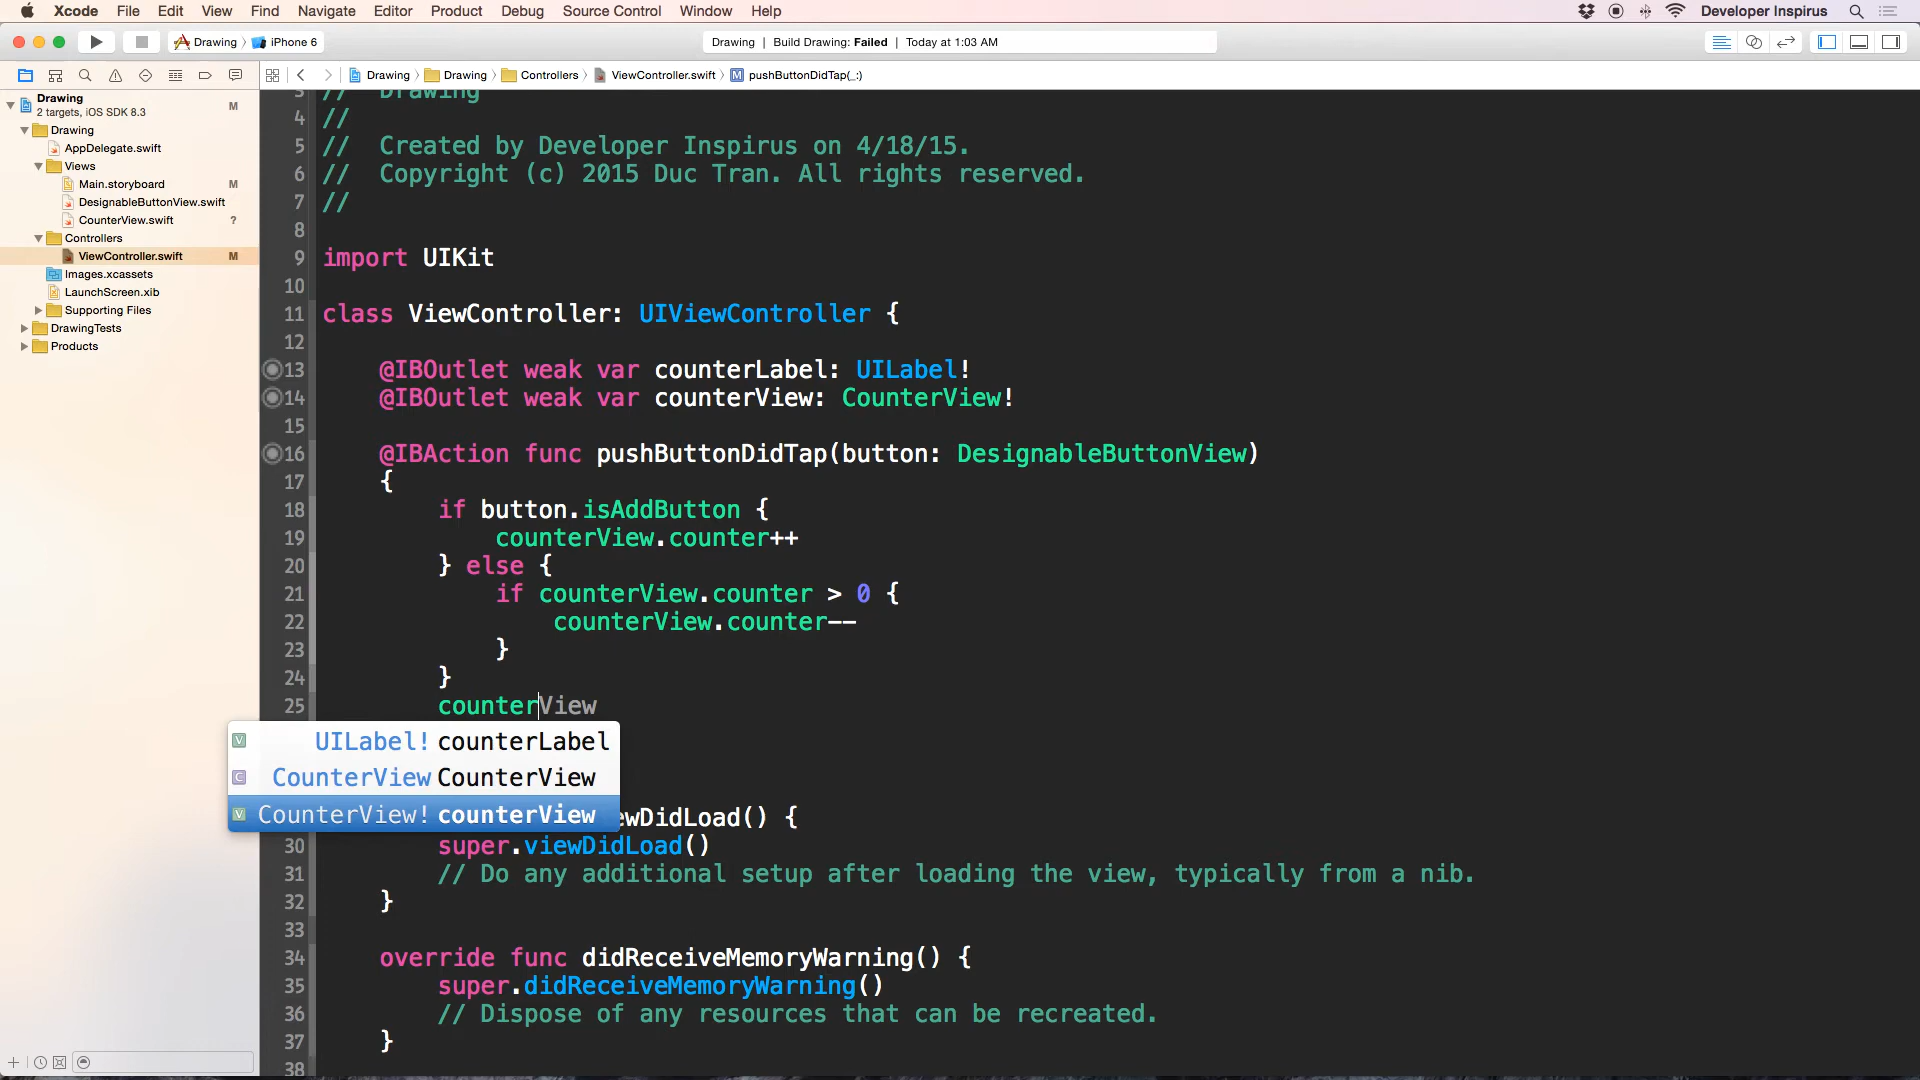 Xcode File Edit View Find Navigate Editor Product Debug Source Control Window Help Developer Inspirus
Drawing iPhone 6 Drawing | Build Drawing: Failed | Today at 1:03 AM
Drawing Drawing Controllers ViewController.swift M pushButtonDidTap(_:)
Drawing M
2 targets, iOS SDK 8.3
Drawing
AppDelegate.swift
Views
Main.storyboard M
DesignableButtonView.swift
CounterView.swift ?
Controllers
ViewController.swift M
Images.xcassets
LaunchScreen.xib
Supporting Files
DrawingTests
Products
3 // Drawing
4 //
5 // Created by Developer Inspirus on 4/18/15.
6 // Copyright (c) 2015 Duc Tran. All rights reserved.
7 //
8
9 import UIKit
10
11 class ViewController: UIViewController {
12
13 @IBOutlet weak var counterLabel: UILabel!
14 @IBOutlet weak var counterView: CounterView!
15
16 @IBAction func pushButtonDidTap(button: DesignableButtonView)
17 {
18 if button.isAddButton {
19 counterView.counter++
20 } else {
21 if counterView.counter > 0 {
22 counterView.counter--
23 }
24 }
25 counterView
V UILabel! counterLabel
C CounterView CounterView
V CounterView! counterView
ewDidLoad() {
30 super.viewDidLoad()
31 // Do any additional setup after loading the view, typically from a nib.
32 }
33
34 override func didReceiveMemoryWarning() {
35 super.didReceiveMemoryWarning()
36 // Dispose of any resources that can be recreated.
37 }
38